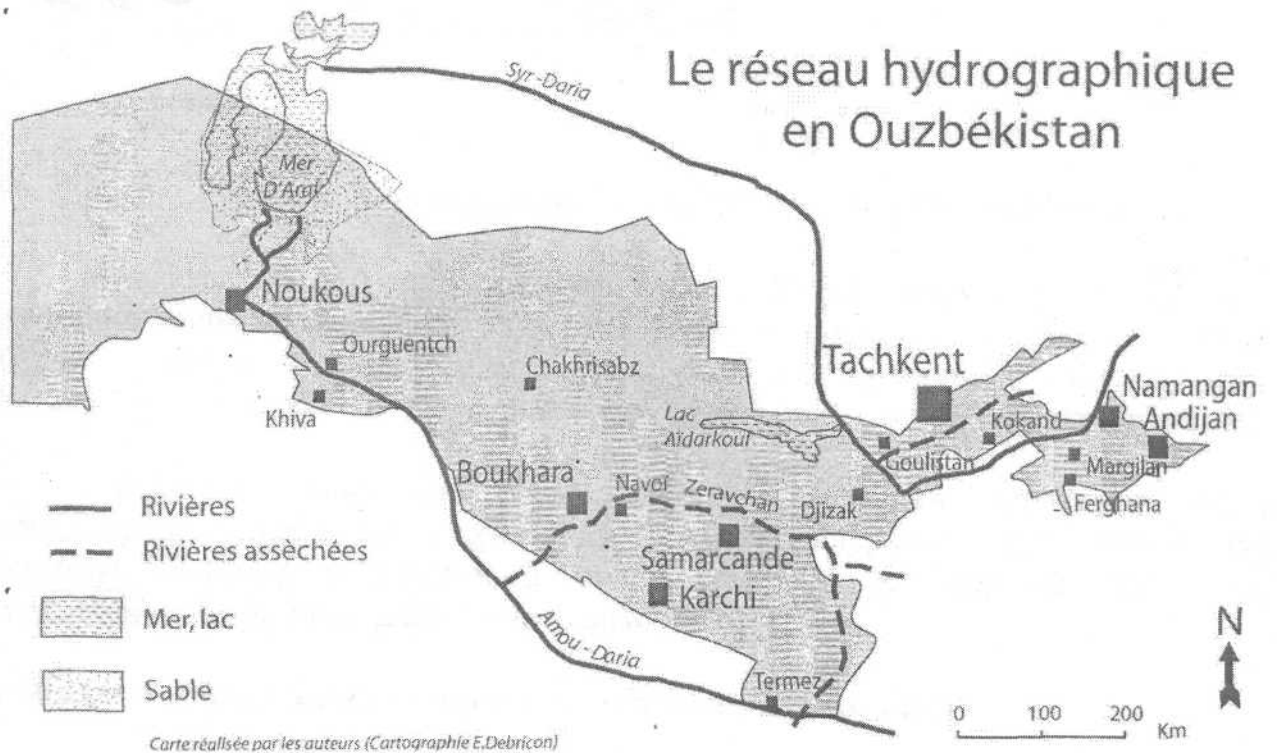 Le réseau hydrographique
en Ouzbékistan
Syr-Daria
Mer
D'Aral
Noukous
Ourguentch
Khiva
Chakhrisabz
Tachkent
Namangan
Andijan
Lac
Aïdarkoul
Kokand
Goulistan
Margilan
Ferghana
Boukhara
Navoï
Zeravchan
Djizak
Samarcande
Karchi
Amou-Daria
Termez
Rivières
Rivières assèchées
Mer, lac
Sable
N
0 100 200
Km
Carte réalisée par les auteurs (Cartographie E.Debricon)